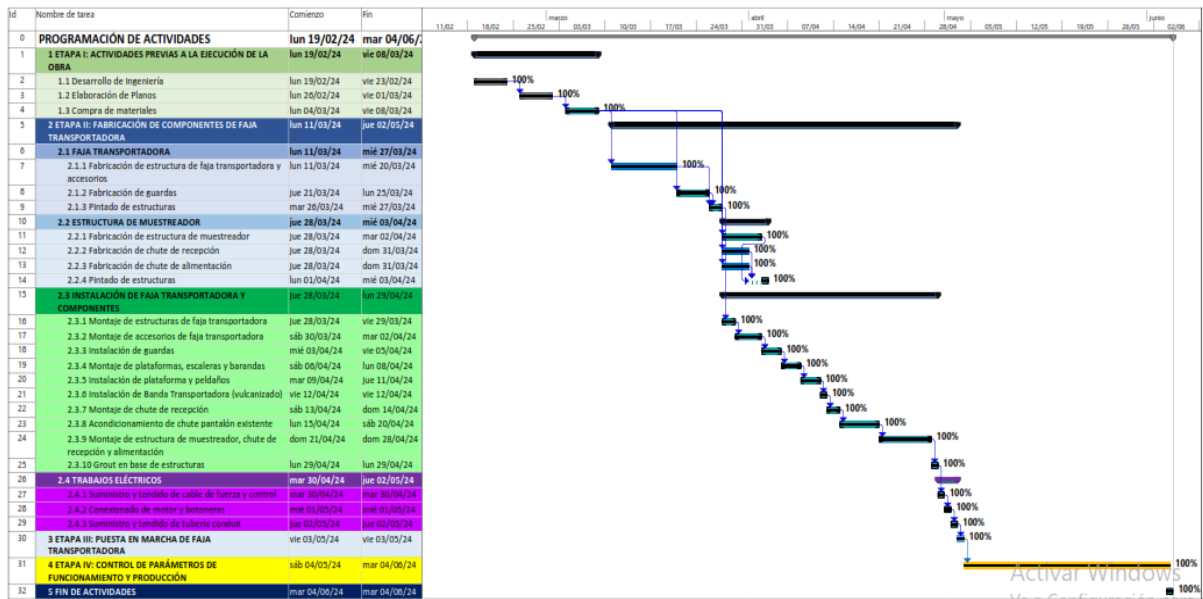 Id Nombre de tarea Comienzo Fin
marzo abril mayo junio
11/02 18/02 25/02 03/03 10/03 17/03 24/03 31/03 07/04 14/04 21/04 28/04 05/05 12/05 19/05 26/05 02/06
0 PROGRAMACIÓN DE ACTIVIDADES lun 19/02/24 mar 04/06/
1 1 ETAPA I: ACTIVIDADES PREVIAS A LA EJECUCIÓN DE LA lun 19/02/24 vie 08/03/24
OBRA
2 1.1 Desarrollo de Ingeniería lun 19/02/24 vie 23/02/24 100%
3 1.2 Elaboración de Planos lun 26/02/24 vie 01/03/24 100%
4 1.3 Compra de materiales lun 04/03/24 vie 08/03/24 100%
5 2 ETAPA II: FABRICACIÓN DE COMPONENTES DE FAJA lun 11/03/24 jue 02/05/24
TRANSPORTADORA
6 2.1 FAJA TRANSPORTADORA lun 11/03/24 mié 27/03/24
7 2.1.1 Fabricación de estructura de faja transportadora y lun 11/03/24 mié 20/03/24 100%
accesorios
8 2.1.2 Fabricación de guardas jue 21/03/24 lun 25/03/24 100%
9 2.1.3 Pintado de estructuras mar 26/03/24 mié 27/03/24 100%
10 2.2 ESTRUCTURA DE MUESTREADOR jue 28/03/24 mié 03/04/24
11 2.2.1 Fabricación de estructura de muestreador jue 28/03/24 mar 02/04/24 100%
12 2.2.2 Fabricación de chute de recepción jue 28/03/24 dom 31/03/24 100%
13 2.2.3 Fabricación de chute de alimentación jue 28/03/24 dom 31/03/24 100%
14 2.2.4 Pintado de estructuras lun 01/04/24 mié 03/04/24 100%
15 2.3 INSTALACIÓN DE FAJA TRANSPORTADORA Y jue 28/03/24 lun 29/04/24
COMPONENTES
16 2.3.1 Montaje de estructuras de faja transportadora jue 28/03/24 vie 29/03/24 100%
17 2.3.2 Montaje de accesorios de faja transportadora sáb 30/03/24 mar 02/04/24 100%
18 2.3.3 Instalación de guardas mié 03/04/24 vie 05/04/24 100%
19 2.3.4 Montaje de plataformas, escaleras y barandas sáb 06/04/24 lun 08/04/24 100%
20 2.3.5 Instalación de plataforma y peldaños mar 09/04/24 jue 11/04/24 100%
21 2.3.6 Instalación de Banda Transportadora (vulcanizado) vie 12/04/24 vie 12/04/24 100%
22 2.3.7 Montaje de chute de recepción sáb 13/04/24 dom 14/04/24 100%
23 2.3.8 Acondicionamiento de chute pantalón existente lun 15/04/24 sáb 20/04/24 100%
24 2.3.9 Montaje de estructura de muestreador, chute de dom 21/04/24 dom 28/04/24 100%
recepción y alimentación
25 2.3.10 Grout en base de estructuras lun 29/04/24 lun 29/04/24 100%
26 2.4 TRABAJOS ELÉCTRICOS mar 30/04/24 jue 02/05/24
27 2.4.1 Suministro y tendido de cable de fuerza y control mar 30/04/24 mar 30/04/24 100%
28 2.4.2 Conexionado de motor y botoneras mié 01/05/24 mié 01/05/24 100%
29 2.4.3 Suministro y tendido de tubería conduit jue 02/05/24 jue 02/05/24 100%
30 3 ETAPA III: PUESTA EN MARCHA DE FAJA vie 03/05/24 vie 03/05/24 100%
TRANSPORTADORA
31 4 ETAPA IV: CONTROL DE PARÁMETROS DE sáb 04/05/24 mar 04/06/24 100%
FUNCIONAMIENTO Y PRODUCCIÓN
Activar Windows
32 5 FIN DE ACTIVIDADES mar 04/06/24 mar 04/06/24 100%